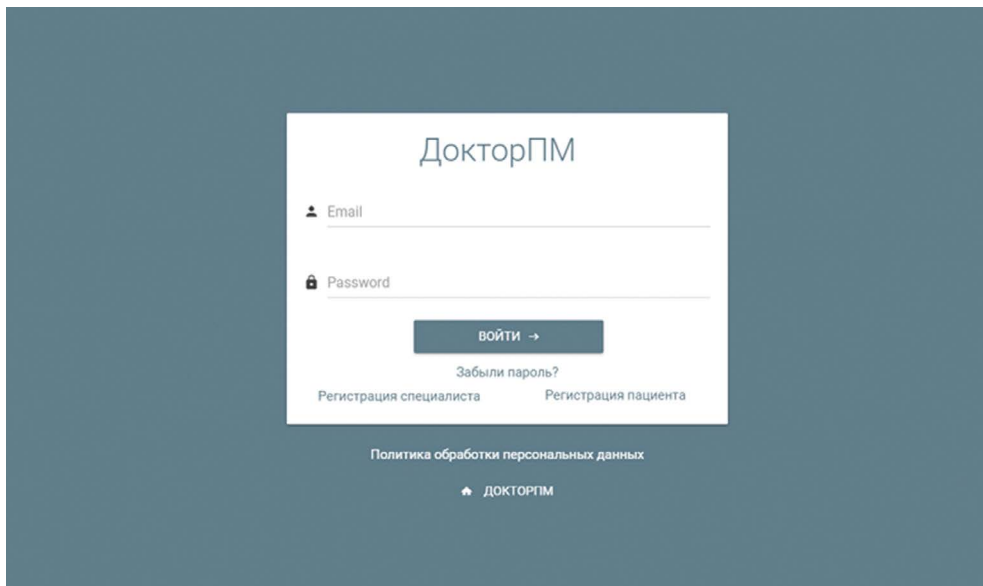 ДокторПМ
Email
Password
ВОЙТИ →
Забыли пароль?
Регистрация специалиста
Регистрация пациента
Политика обработки персональных данных
ДОКТОРПМ